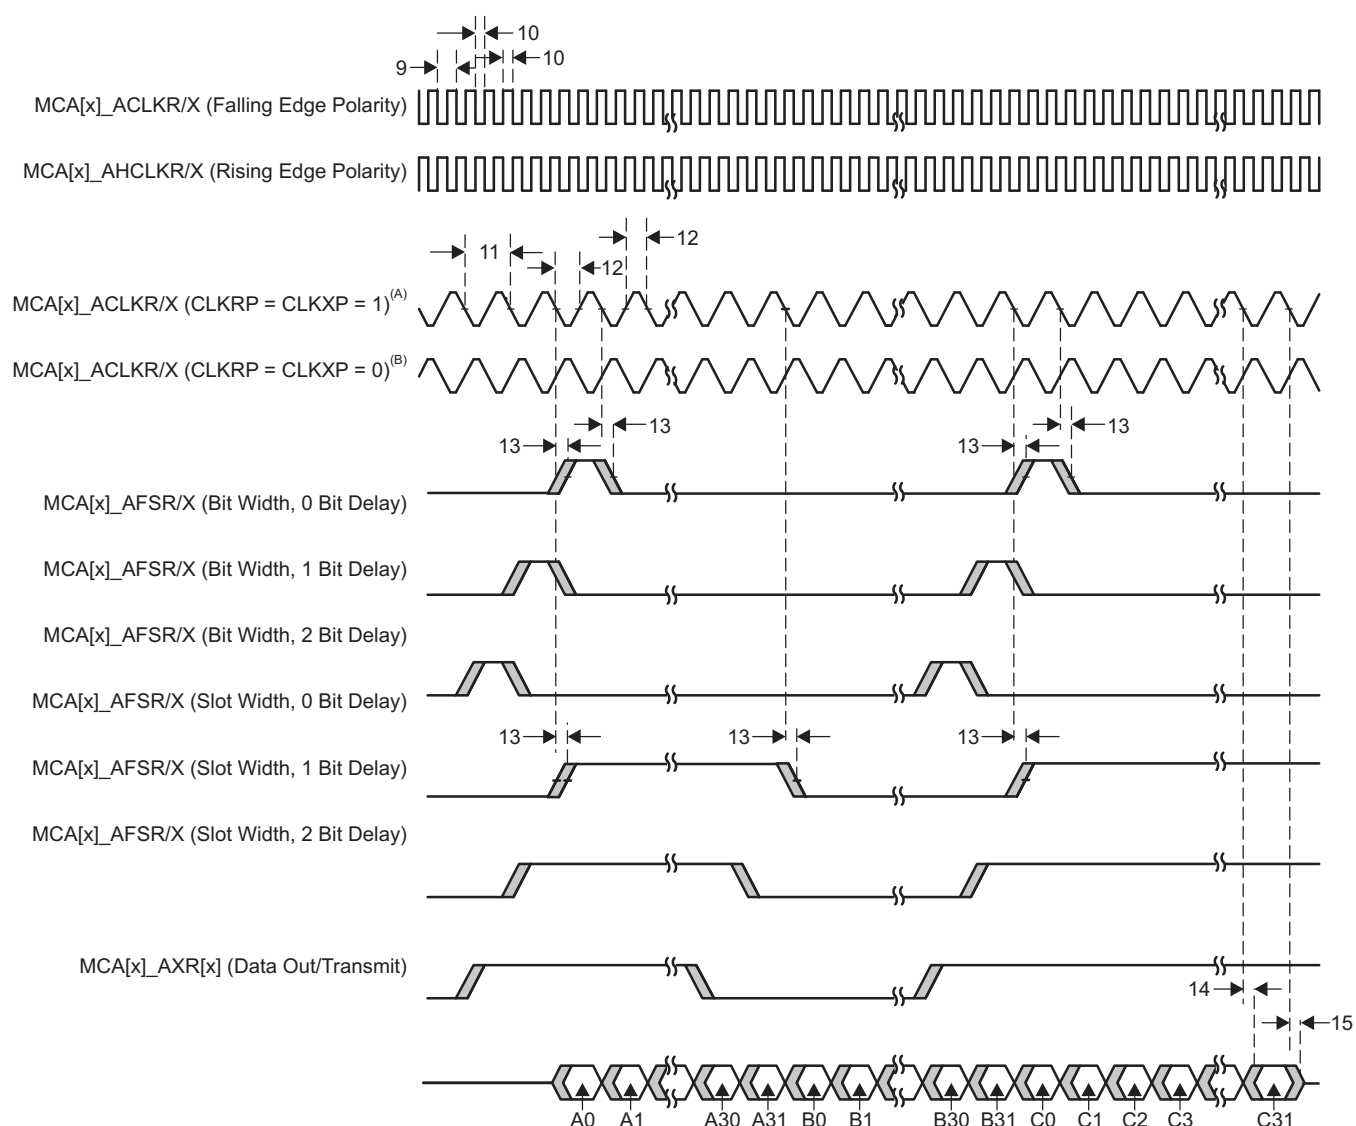 10
10
9
MCA[x]_ACLKR/X (Falling Edge Polarity)
MCA[x]_AHCLKR/X (Rising Edge Polarity)
12
11
12
MCA[x]_ACLKR/X (CLKRP = CLKXP = 1)(A)
MCA[x]_ACLKR/X (CLKRP = CLKXP = 0)(B)
13 13 13 13
MCA[x]_AFSR/X (Bit Width, 0 Bit Delay)
MCA[x]_AFSR/X (Bit Width, 1 Bit Delay)
MCA[x]_AFSR/X (Bit Width, 2 Bit Delay)
MCA[x]_AFSR/X (Slot Width, 0 Bit Delay)
13 13 13
MCA[x]_AFSR/X (Slot Width, 1 Bit Delay)
MCA[x]_AFSR/X (Slot Width, 2 Bit Delay)
MCA[x]_AXR[x] (Data Out/Transmit)
14
15
A0 A1 A30 A31 B0 B1 B30 B31 C0 C1 C2 C3 C31